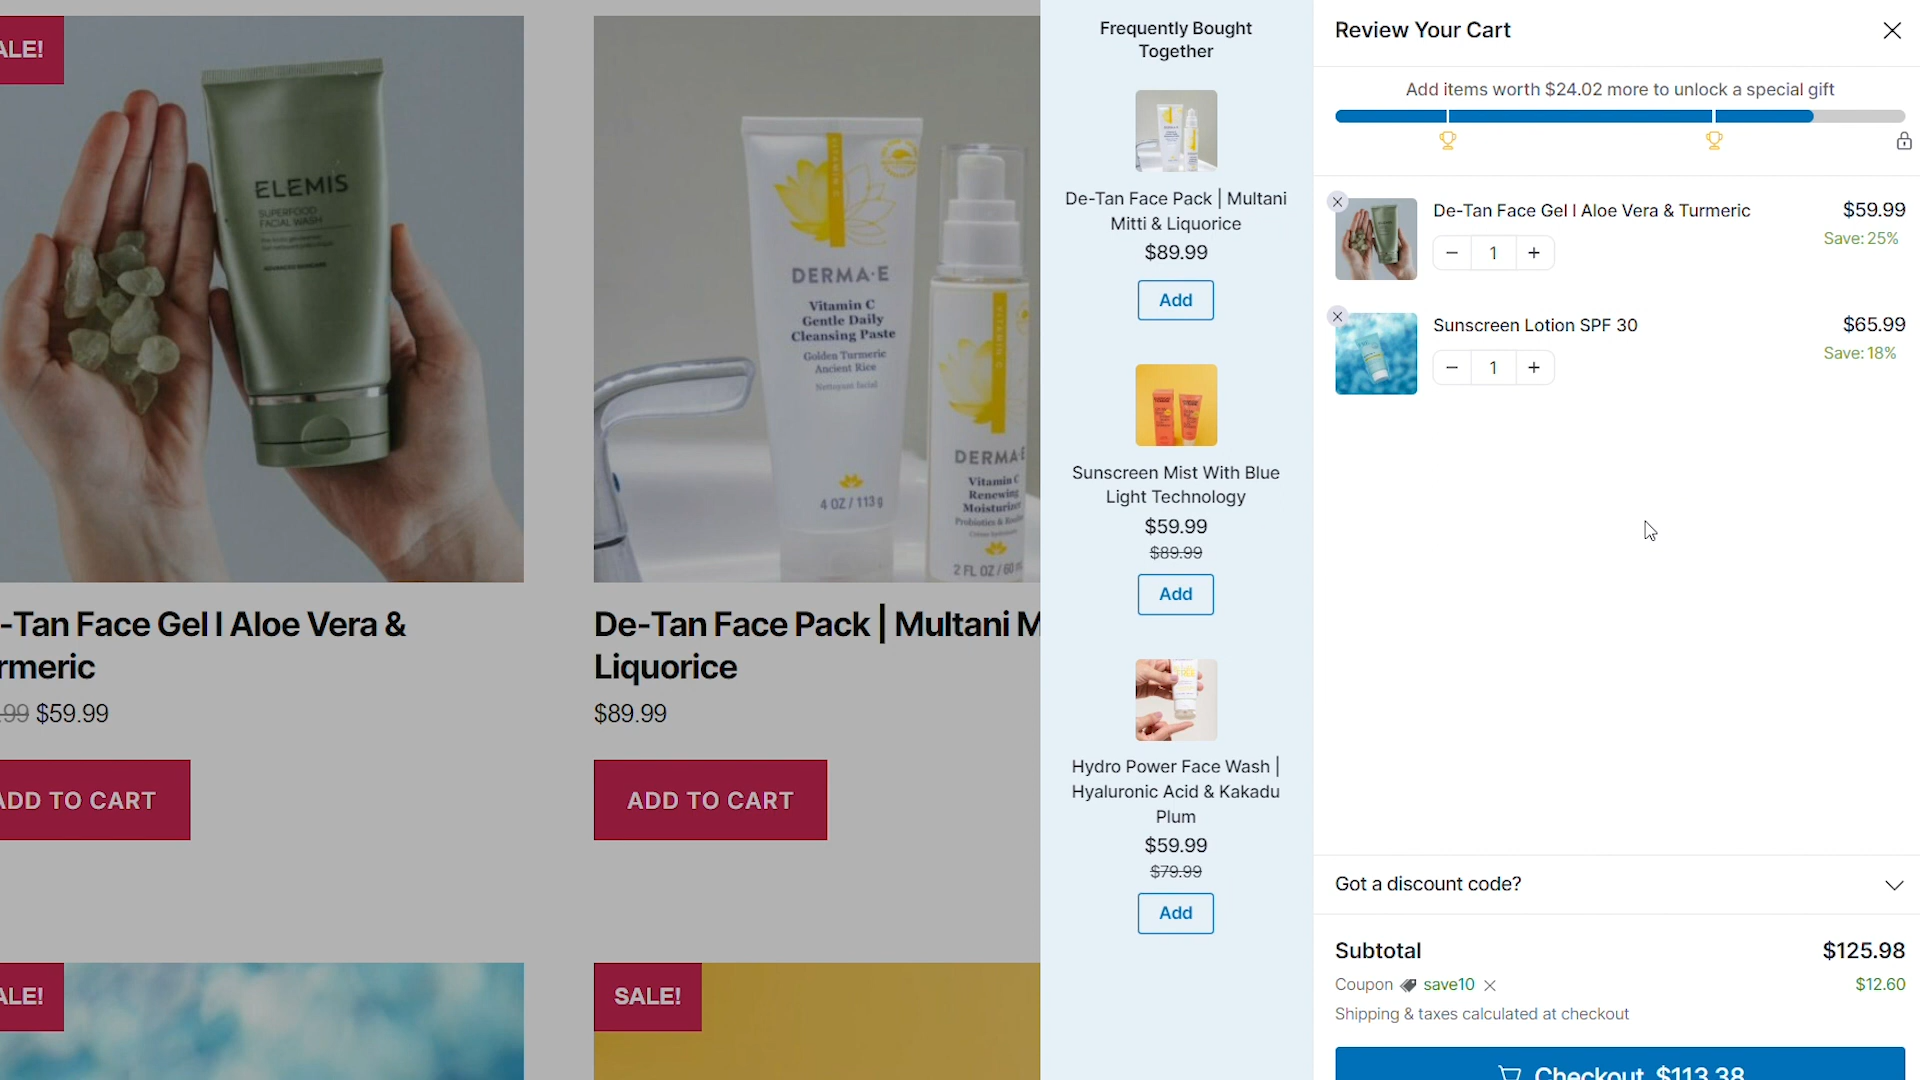 ALE!
ELEMIS
SUPERFOOD
FACIAL WASH
DERMA·E
Vitamin C
Gentle Daily
Cleansing Paste
Golden Turmeric
Ancient Rice
Nettoyant facial
4 OZ / 113 g
VITAMIN C
DERMA·E
Vitamin C
Renewing
Moisturizer
2 FL OZ / 60 m
-Tan Face Gel l Aloe Vera &
rmeric
.99 $59.99
ADD TO CART
De-Tan Face Pack | Multani M
Liquorice
$89.99
ADD TO CART
ALE!
SALE!
Frequently Bought
Together
De-Tan Face Pack | Multani
Mitti & Liquorice
$89.99
Add
Sunscreen Mist With Blue
Light Technology
$59.99
$89.99
Add
Hydro Power Face Wash |
Hyaluronic Acid & Kakadu
Plum
$59.99
$79.99
Add
Review Your Cart
Add items worth $24.02 more to unlock a special gift
De-Tan Face Gel l Aloe Vera & Turmeric
$59.99
Save: 25%
− 1 +
Sunscreen Lotion SPF 30
$65.99
Save: 18%
− 1 +
Got a discount code?
Subtotal $125.98
Coupon save10 $12.60
Shipping & taxes calculated at checkout
Checkout $113.38